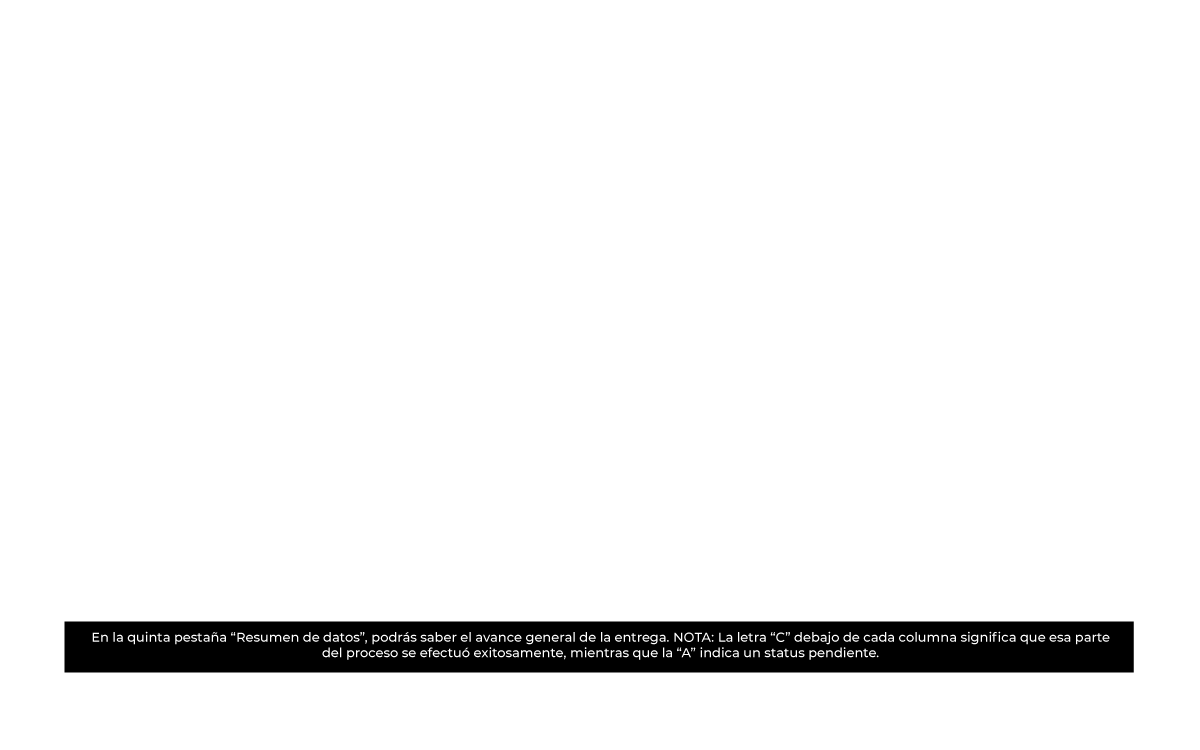 En la quinta pestaña “Resumen de datos”, podrás saber el avance general de la entrega. NOTA: La letra “C” debajo de cada columna significa que esa parte
del proceso se efectuó exitosamente, mientras que la “A” indica un status pendiente.